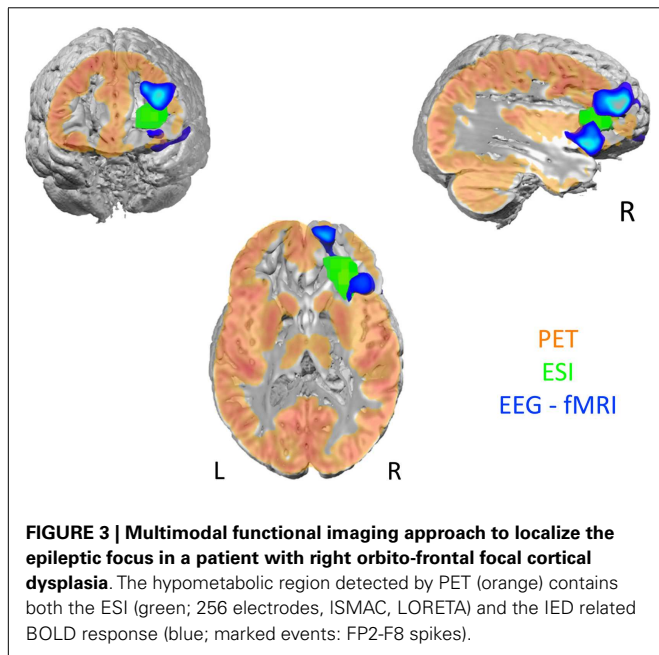 R
PET
ESI
EEG - fMRI
L
R
FIGURE 3 | Multimodal functional imaging approach to localize the
epileptic focus in a patient with right orbito-frontal focal cortical
dysplasia. The hypometabolic region detected by PET (orange) contains
both the ESI (green; 256 electrodes, ISMAC, LORETA) and the IED related
BOLD response (blue; marked events: FP2-F8 spikes).